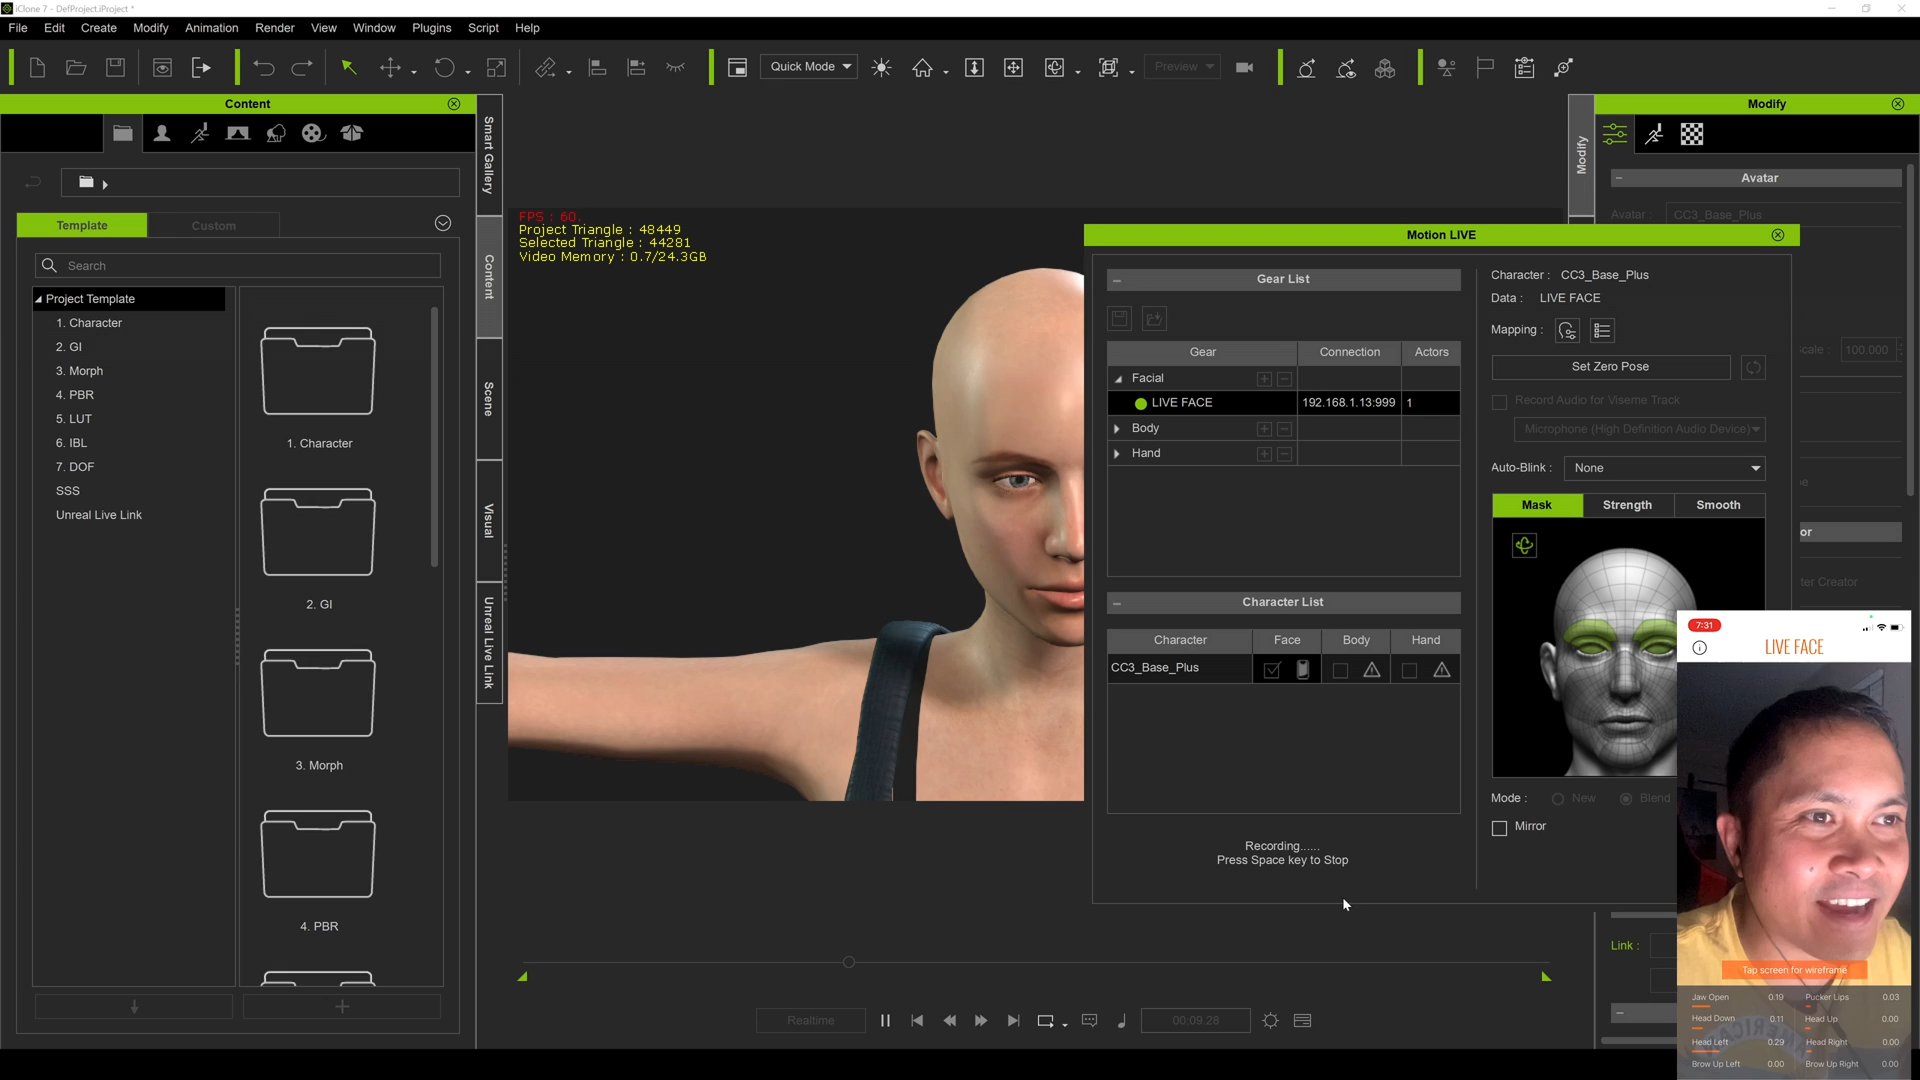 iClone 7 - DefProject.iProject *
File Edit Create Modify Animation Render View Window Plugins Script Help
Quick Mode
Preview
Content
Template Custom
Search
Project Template
1. Character
2. GI
3. Morph
4. PBR
5. LUT
6. IBL
7. DOF
SSS
Unreal Live Link
1. Character
2. GI
3. Morph
4. PBR
Smart Gallery
Content
Scene
Visual
Unreal Live Link
FPS : 60.
Project Triangle : 48449
Selected Triangle : 44281
Video Memory : 0.7/24.3GB
Motion LIVE
Gear List
Gear Connection Actors
Facial
LIVE FACE 192.168.1.13:999 1
Body
Hand
Character List
Character Face Body Hand
CC3_Base_Plus
Recording......
Press Space key to Stop
Character : CC3_Base_Plus
Data : LIVE FACE
Mapping :
Set Zero Pose
Record Audio for Viseme Track
Microphone (High Definition Audio Device)
Auto-Blink : None
Mask Strength Smooth
Mode : New Blend
Mirror
Modify
Modify
Avatar
Avatar : CC3_Base_Plus
cale : 100.000
pe
or
ter Creator
Link :
7:31
LIVE FACE
Tap screen for wireframe
Jaw Open 0.19 Pucker Lips 0.03
Head Down 0.11 Head Up 0.00
Head Left 0.29 Head Right 0.00
Brow Up Left 0.00 Brow Up Right 0.00
Realtime
00:09.28